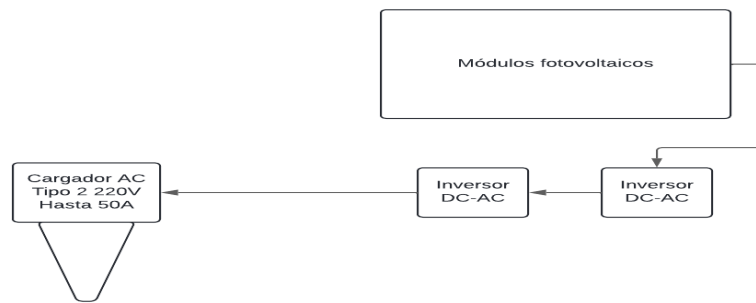 Módulos fotovoltaicos
Cargador AC
Tipo 2 220V
Hasta 50A
Inversor
DC-AC
Inversor
DC-AC